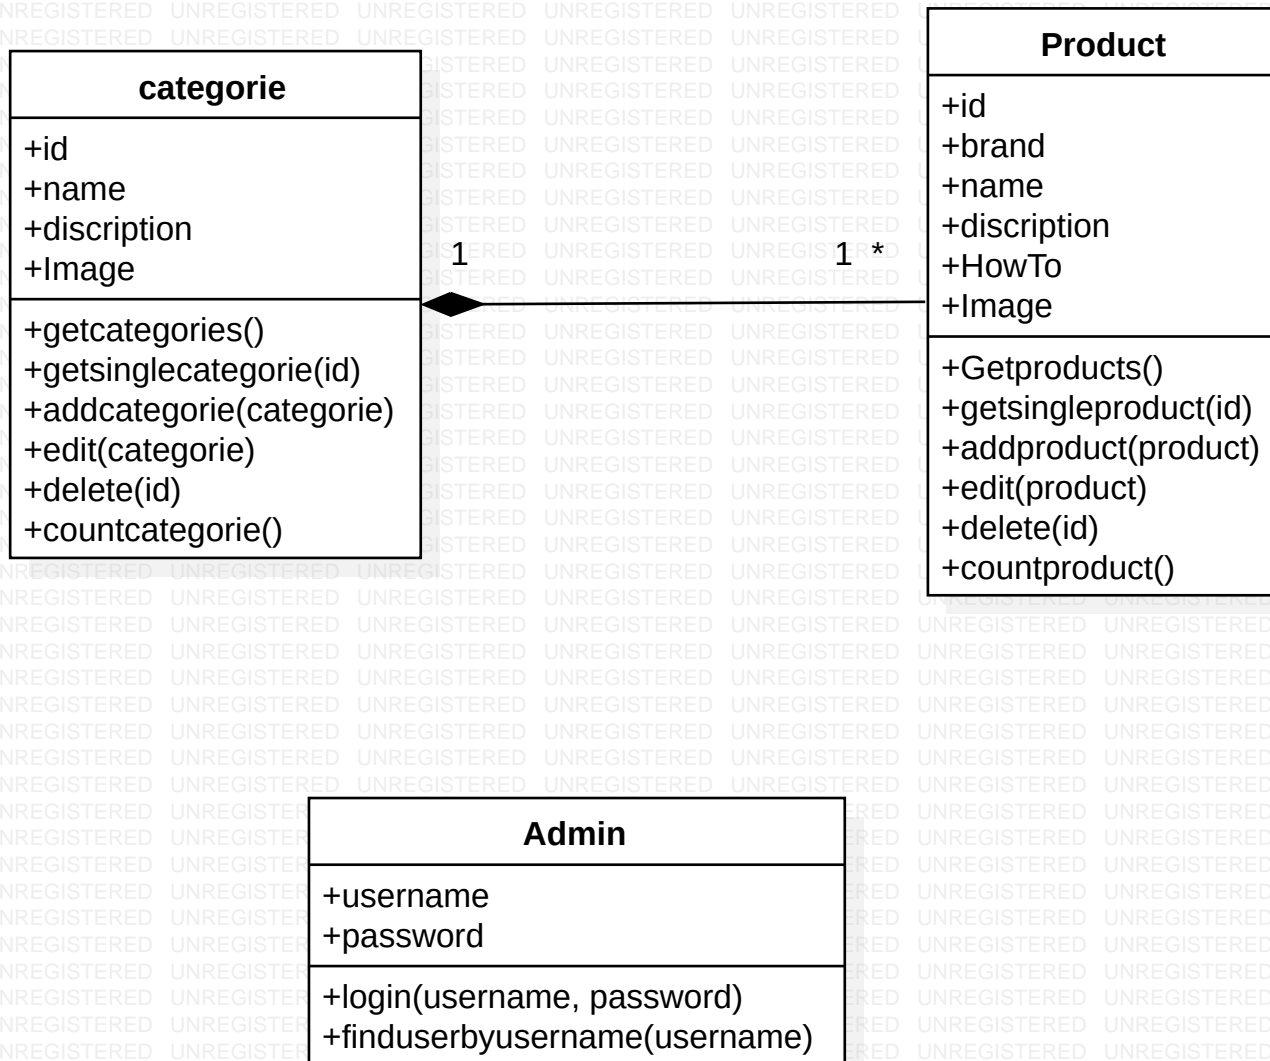 categorie
+id
+name
+discription
+Image
+getcategories()
+getsinglecategorie(id)
+addcategorie(categorie)
+edit(categorie)
+delete(id)
+countcategorie()
1
1 *
Product
+id
+brand
+name
+discription
+HowTo
+Image
+Getproducts()
+getsingleproduct(id)
+addproduct(product)
+edit(product)
+delete(id)
+countproduct()
Admin
+username
+password
+login(username, password)
+finduserbyusername(username)
UNREGISTERED